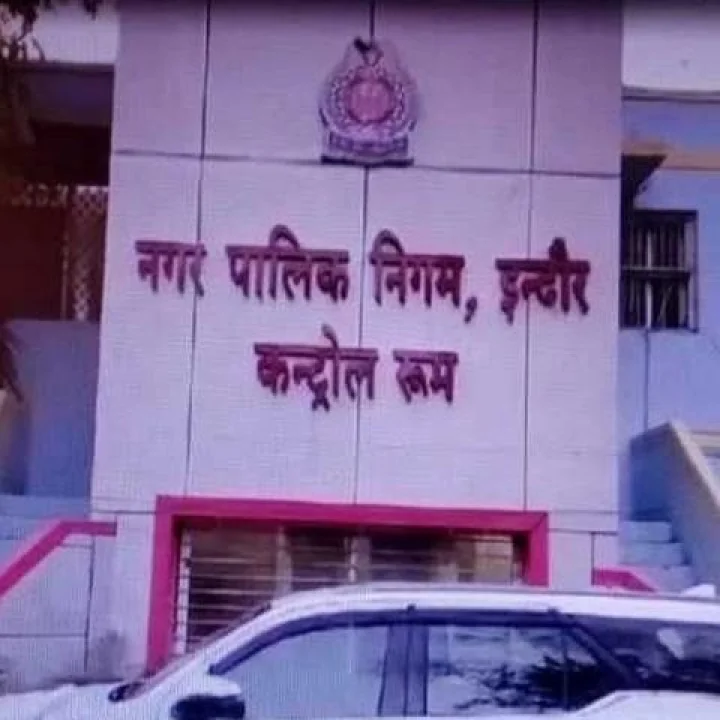 नगर पालिक निगम, इन्दौर
कन्ट्रोल रूम